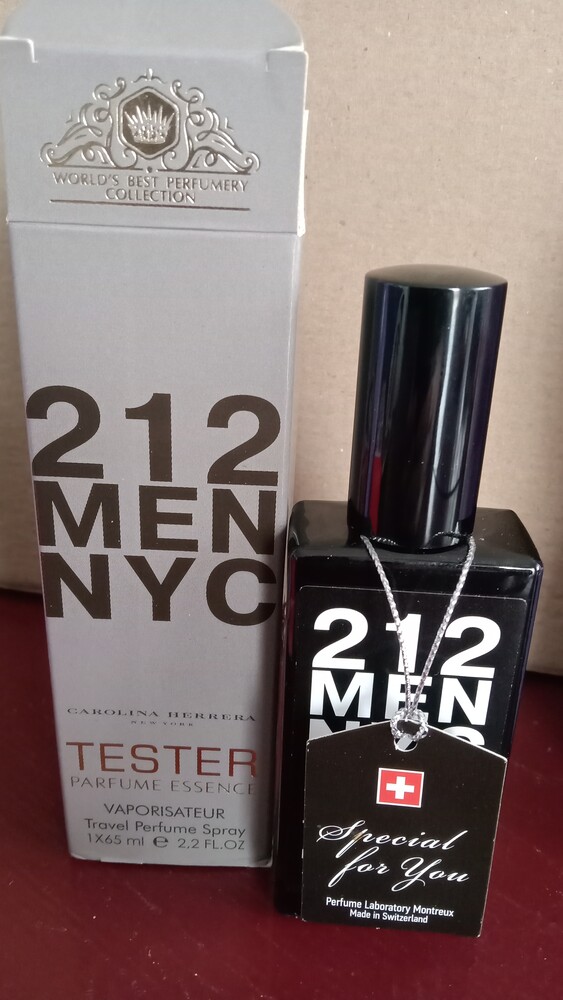 WORLD'S BEST PERFUMERY
COLLECTION
212
MEN
NYC
CAROLINA HERRERA
NEW YORK
TESTER
PARFUME ESSENCE
VAPORISATEUR
Travel Perfume Spray
1X65 ml ℮ 2.2 FL.OZ
212
MEN
NYC
Special
for You
Perfume Laboratory Montreux
Made in Switzerland